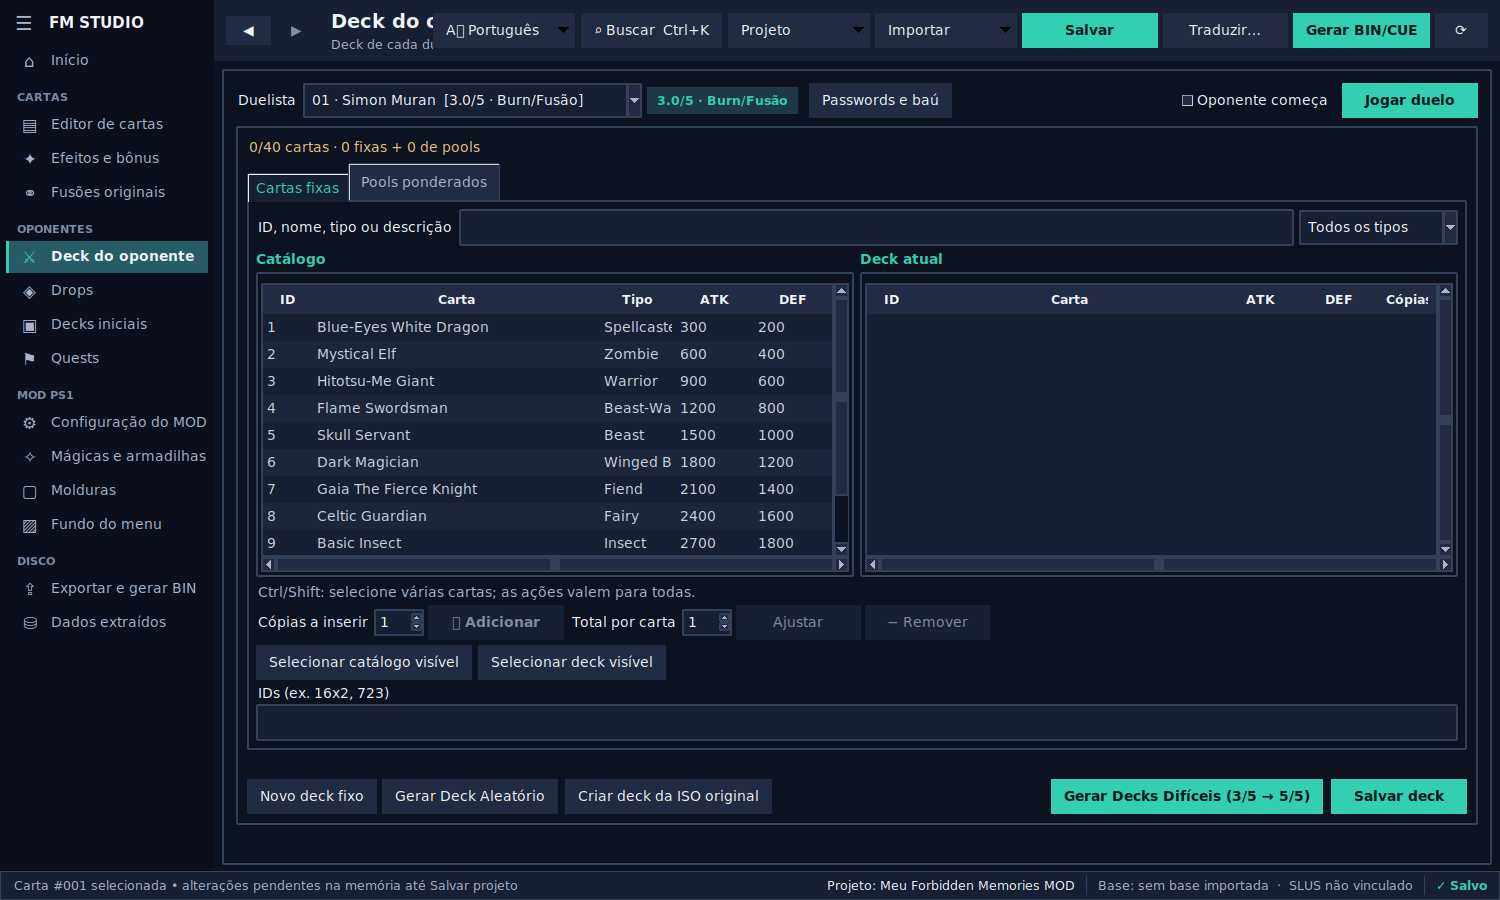 ☰ FM STUDIO
⌂ Início
CARTAS
▤ Editor de cartas
✦ Efeitos e bônus
⚭ Fusões originais
OPONENTES
⚔ Deck do oponente
◈ Drops
▣ Decks iniciais
⚑ Quests
MOD PS1
⚙ Configuração do MOD
✧ Mágicas e armadilhas
▢ Molduras
▨ Fundo do menu
DISCO
⇪ Exportar e gerar BIN
⛁ Dados extraídos
◀ ▶ Deck do
Deck de cada
A Português
⌕ Buscar Ctrl+K
Projeto
Importar
Salvar
Traduzir...
Gerar BIN/CUE
⟳
Duelista 01 · Simon Muran [3.0/5 · Burn/Fusão] 3.0/5 · Burn/Fusão Passwords e baú Oponente começa Jogar duelo
0/40 cartas · 0 fixas + 0 de pools
Cartas fixas Pools ponderados
ID, nome, tipo ou descrição Todos os tipos
Catálogo
ID Carta Tipo ATK DEF
1 Blue-Eyes White Dragon Spellcaste 300 200
2 Mystical Elf Zombie 600 400
3 Hitotsu-Me Giant Warrior 900 600
4 Flame Swordsman Beast-Wa 1200 800
5 Skull Servant Beast 1500 1000
6 Dark Magician Winged B 1800 1200
7 Gaia The Fierce Knight Fiend 2100 1400
8 Celtic Guardian Fairy 2400 1600
9 Basic Insect Insect 2700 1800
Deck atual
ID Carta ATK DEF Cópias
Ctrl/Shift: selecione várias cartas; as ações valem para todas.
Cópias a inserir 1 Adicionar Total por carta 1 Ajustar − Remover
Selecionar catálogo visível Selecionar deck visível
IDs (ex. 16x2, 723)
Novo deck fixo Gerar Deck Aleatório Criar deck da ISO original Gerar Decks Difíceis (3/5 → 5/5) Salvar deck
Carta #001 selecionada • alterações pendentes na memória até Salvar projeto Projeto: Meu Forbidden Memories MOD Base: sem base importada · SLUS não vinculado ✓ Salvo